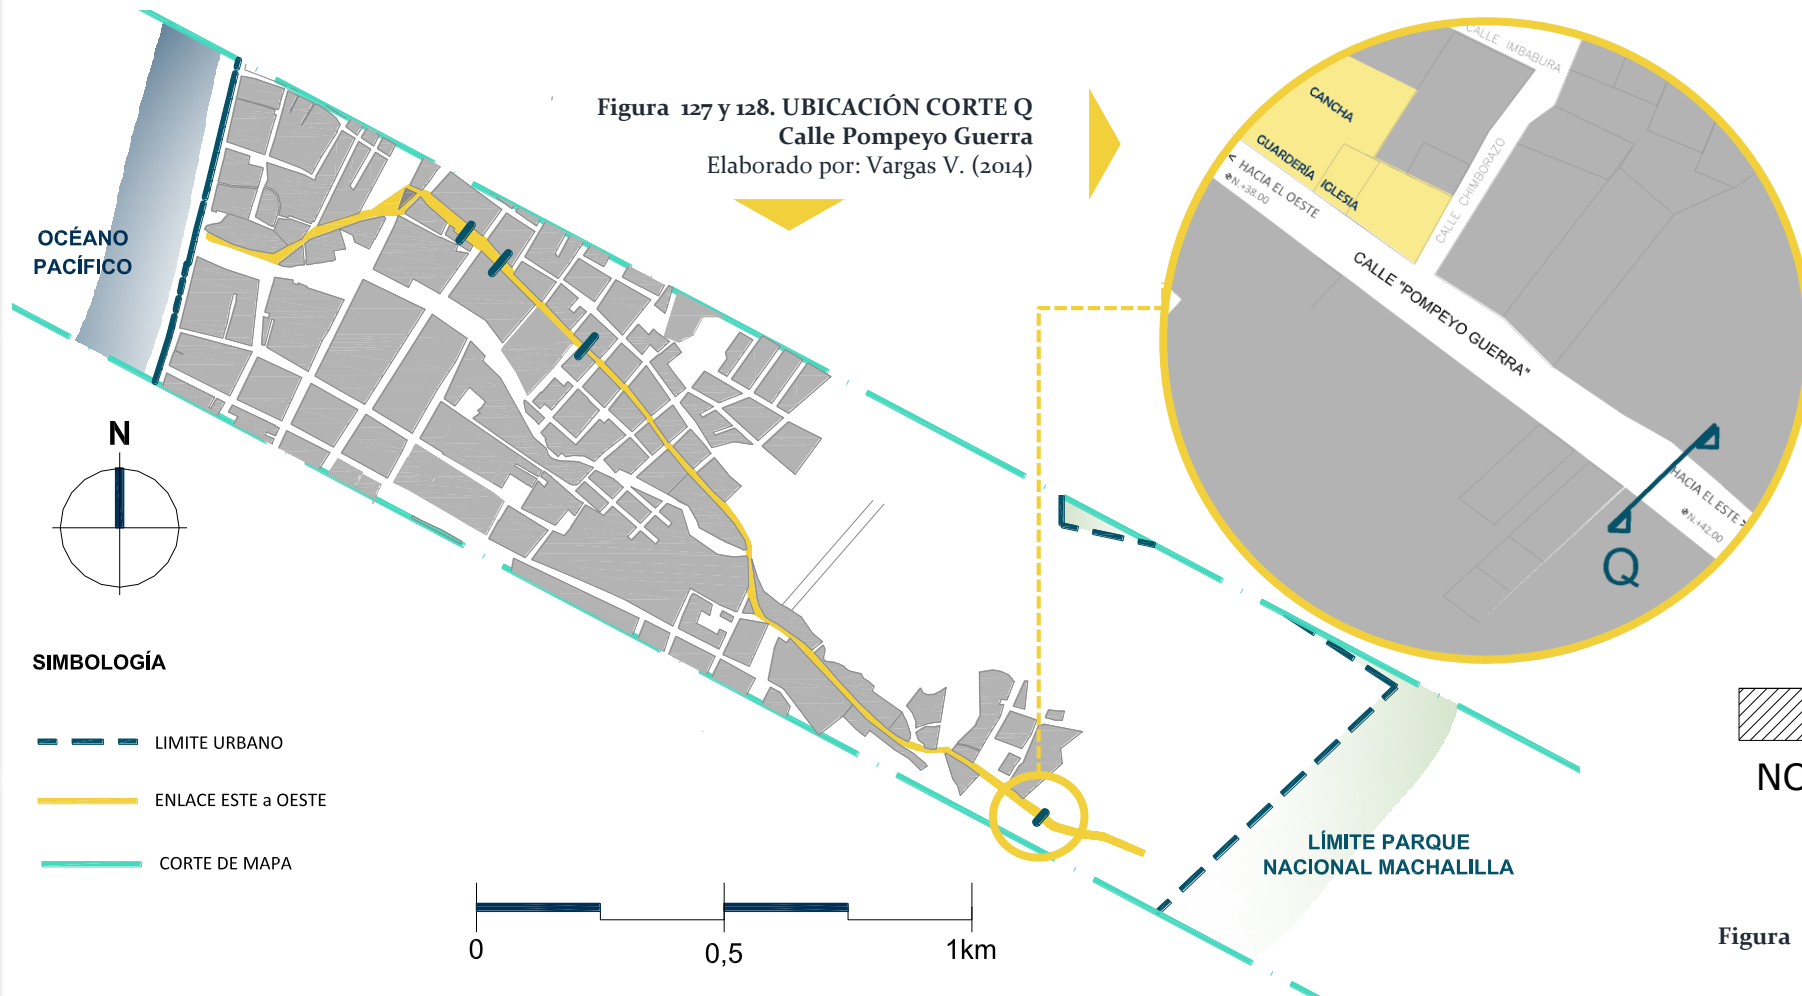 Figura 127 y 128. UBICACIÓN CORTE Q
Calle Pompeyo Guerra
Elaborado por: Vargas V. (2014)
OCÉANO
PACÍFICO
N
SIMBOLOGÍA
LIMITE URBANO
ENLACE ESTE a OESTE
CORTE DE MAPA
0
0,5
1km
LÍMITE PARQUE
NACIONAL MACHALILLA
CALLE IMBABURA
CANCHA
GUARDERÍA
IGLESIA
< HACIA EL OESTE
N.+38.00
CALLE CHIMBORAZO
CALLE "POMPEYO GUERRA"
HACIA EL ESTE >
N.+42.00
Q
NO
Figura